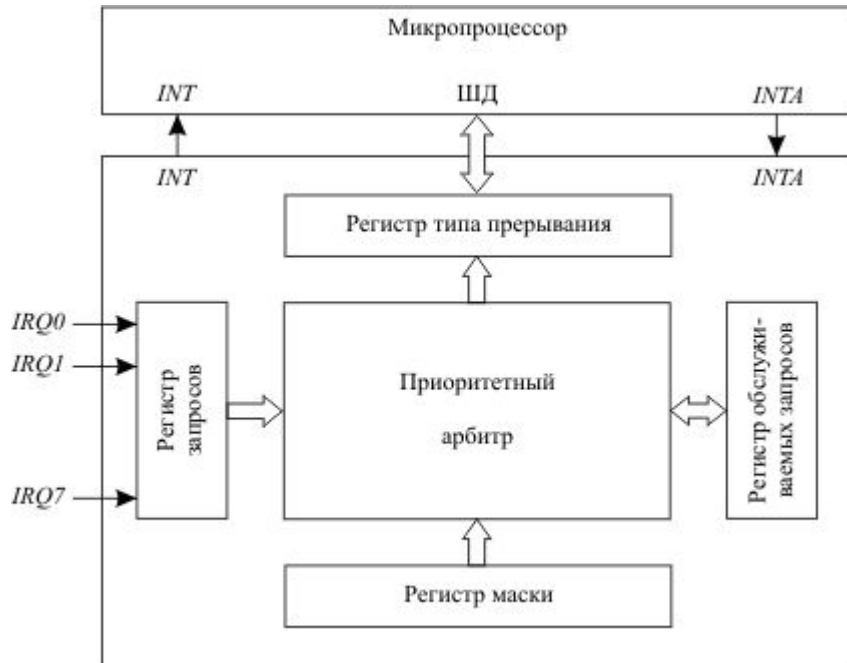 Микропроцессор
INT
ШД
INTA
INT
INTA
Регистр типа прерывания
IRQ0
IRQ1
IRQ7
Регистр
запросов
Приоритетный
арбитр
Регистр обслужи-
ваемых запросов
Регистр маски